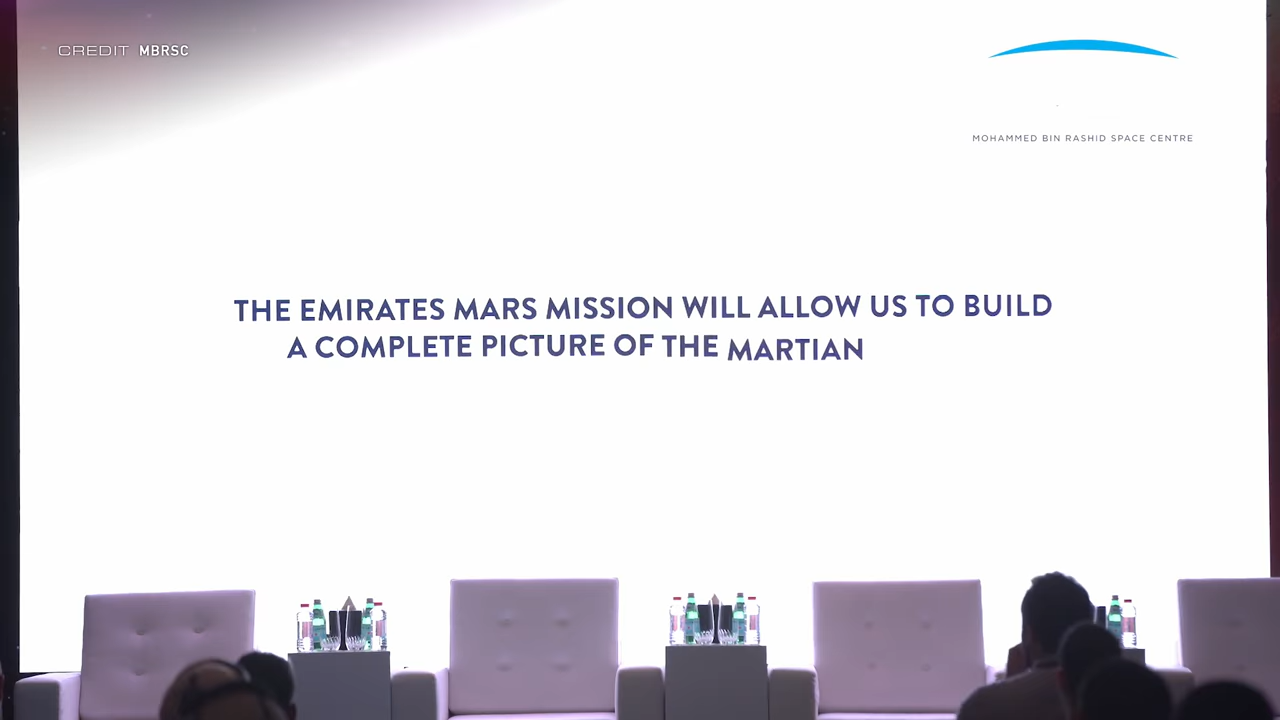 CREDIT MBRSC
MOHAMMED BIN RASHID SPACE CENTRE
THE EMIRATES MARS MISSION WILL ALLOW US TO BUILD
A COMPLETE PICTURE OF THE MARTIAN